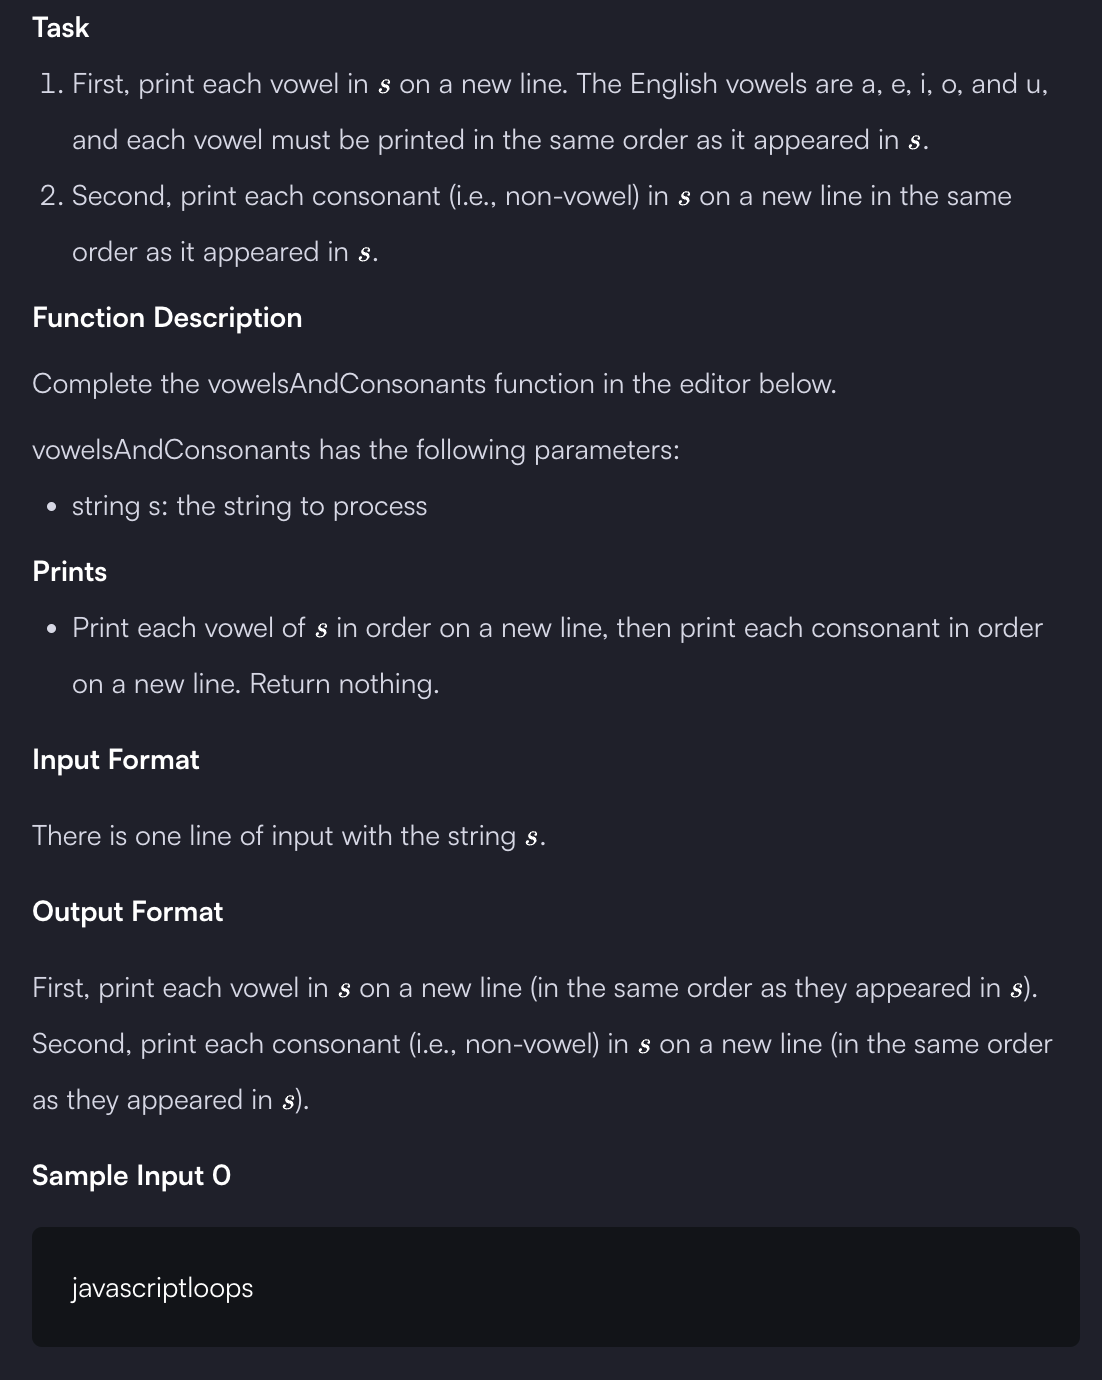 Task
1. First, print each vowel in s on a new line. The English vowels are a, e, i, o, and u,
and each vowel must be printed in the same order as it appeared in s.
2. Second, print each consonant (i.e., non-vowel) in s on a new line in the same
order as it appeared in s.
Function Description
Complete the vowelsAndConsonants function in the editor below.
vowelsAndConsonants has the following parameters:
• string s: the string to process
Prints
• Print each vowel of s in order on a new line, then print each consonant in order
on a new line. Return nothing.
Input Format
There is one line of input with the string s.
Output Format
First, print each vowel in s on a new line (in the same order as they appeared in s).
Second, print each consonant (i.e., non-vowel) in s on a new line (in the same order
as they appeared in s).
Sample Input 0
javascriptloops